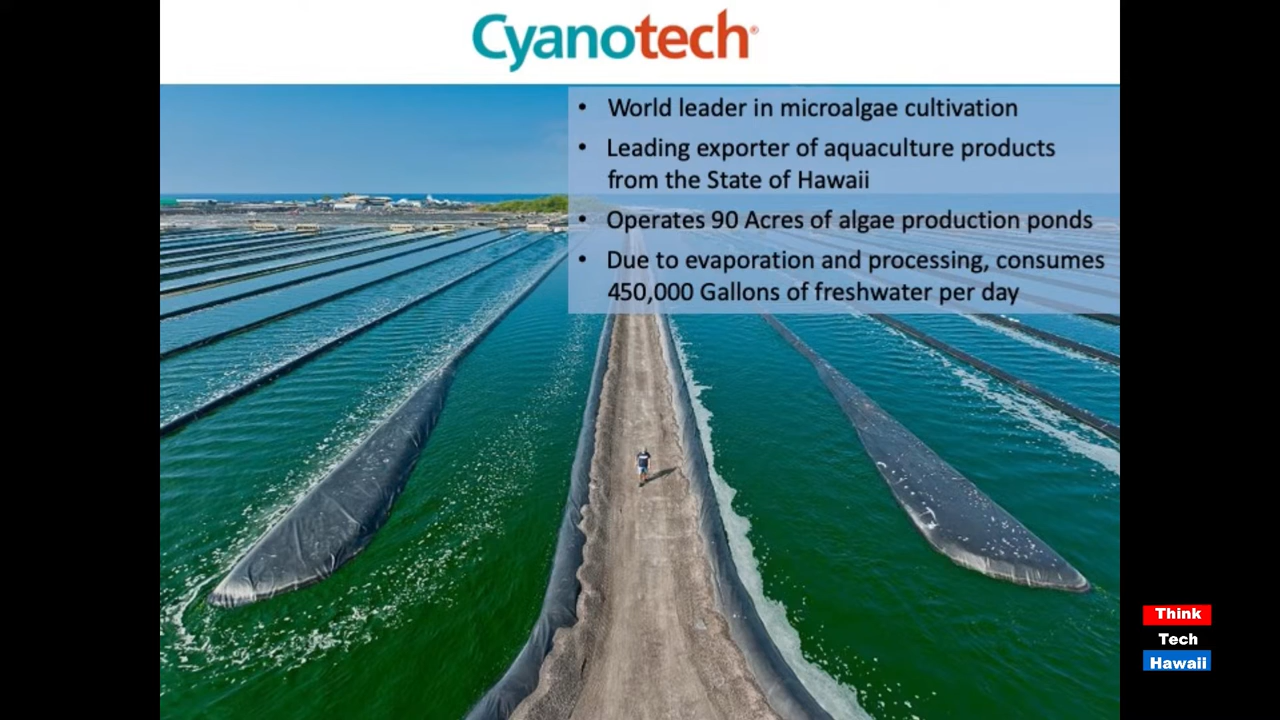 Cyanotech®
• World leader in microalgae cultivation
• Leading exporter of aquaculture products
from the State of Hawaii
• Operates 90 Acres of algae production ponds
• Due to evaporation and processing, consumes
450,000 Gallons of freshwater per day
Think
Tech
Hawaii